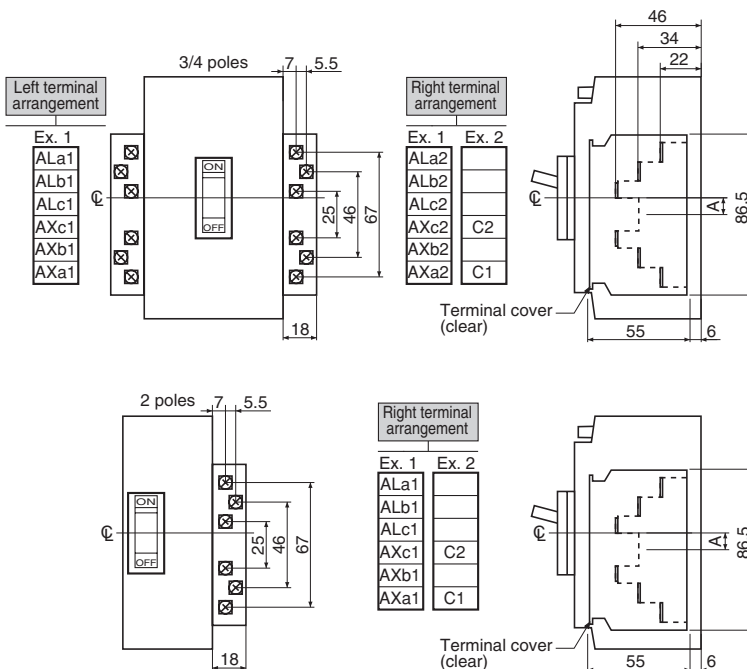 3/4 poles
7
5.5
46
34
22
Left terminal
arrangement
Ex. 1
ALa1
ALb1
ALc1
AXc1
AXb1
AXa1
℄
ON
OFF
25
46
67
18
Right terminal
arrangement
Ex. 1 Ex. 2
ALa2
ALb2
ALc2
AXc2 C2
AXb2
AXa2 C1
℄
A
86.5
Terminal cover
(clear)
55
6
2 poles
7
5.5
℄
ON
OFF
25
46
67
18
Right terminal
arrangement
Ex. 1 Ex. 2
ALa1
ALb1
ALc1
AXc1 C2
AXb1
AXa1 C1
℄
A
86.5
Terminal cover
(clear)
55
6